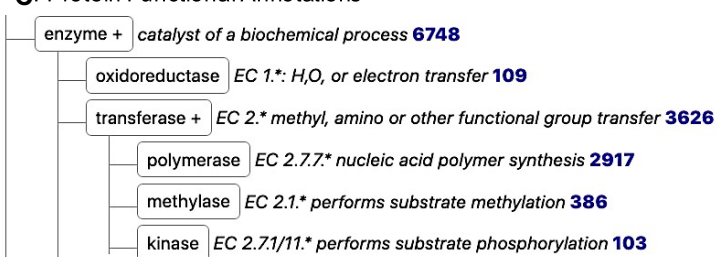 enzyme + catalyst of a biochemical process 6748
oxidoreductase EC 1.*: H,O, or electron transfer 109
transferase + EC 2.* methyl, amino or other functional group transfer 3626
polymerase EC 2.7.7.* nucleic acid polymer synthesis 2917
methylase EC 2.1.* performs substrate methylation 386
kinase EC 2.7.1/11.* performs substrate phosphorylation 103